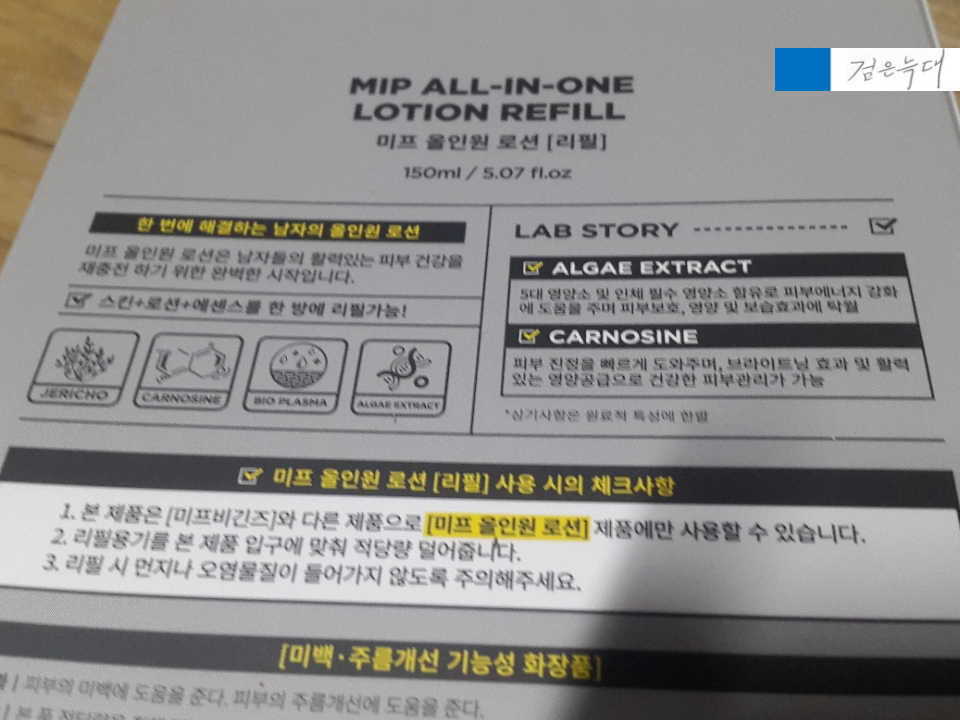 검은늑대
MIP ALL-IN-ONE
LOTION REFILL
미프 올인원 로션 [리필]
150ml / 5.07 fl.oz
한 번에 해결하는 남자의 올인원 로션
미프 올인원 로션은 남자들의 활력있는 피부 건강을
재충전 하기 위한 완벽한 시작입니다.
스킨+로션+에센스를 한 방에 리필가능!
JERICHO
CARNOSINE
BIO PLASMA
ALGAE EXTRACT
LAB STORY
ALGAE EXTRACT
5대 영양소 및 인체 필수 영양소 함유로 피부에너지 강화
에 도움을 주며 피부보호, 영양 및 보습효과에 탁월
CARNOSINE
피부 진정을 빠르게 도와주며, 브라이트닝 효과 및 활력
있는 영양공급으로 건강한 피부관리가 가능
*상기사항은 원료적 특성에 한함
미프 올인원 로션 [리필] 사용 시의 체크사항
1. 본 제품은 [미프비긴즈]와 다른 제품으로 [미프 올인원 로션] 제품에만 사용할 수 있습니다.
2. 리필용기를 본 제품 입구에 맞춰 적당량 덜어줍니다.
3. 리필 시 먼지나 오염물질이 들어가지 않도록 주의해주세요.
[미백·주름개선 기능성 화장품]
| 피부의 미백에 도움을 준다. 피부의 주름개선에 도움을 준다.